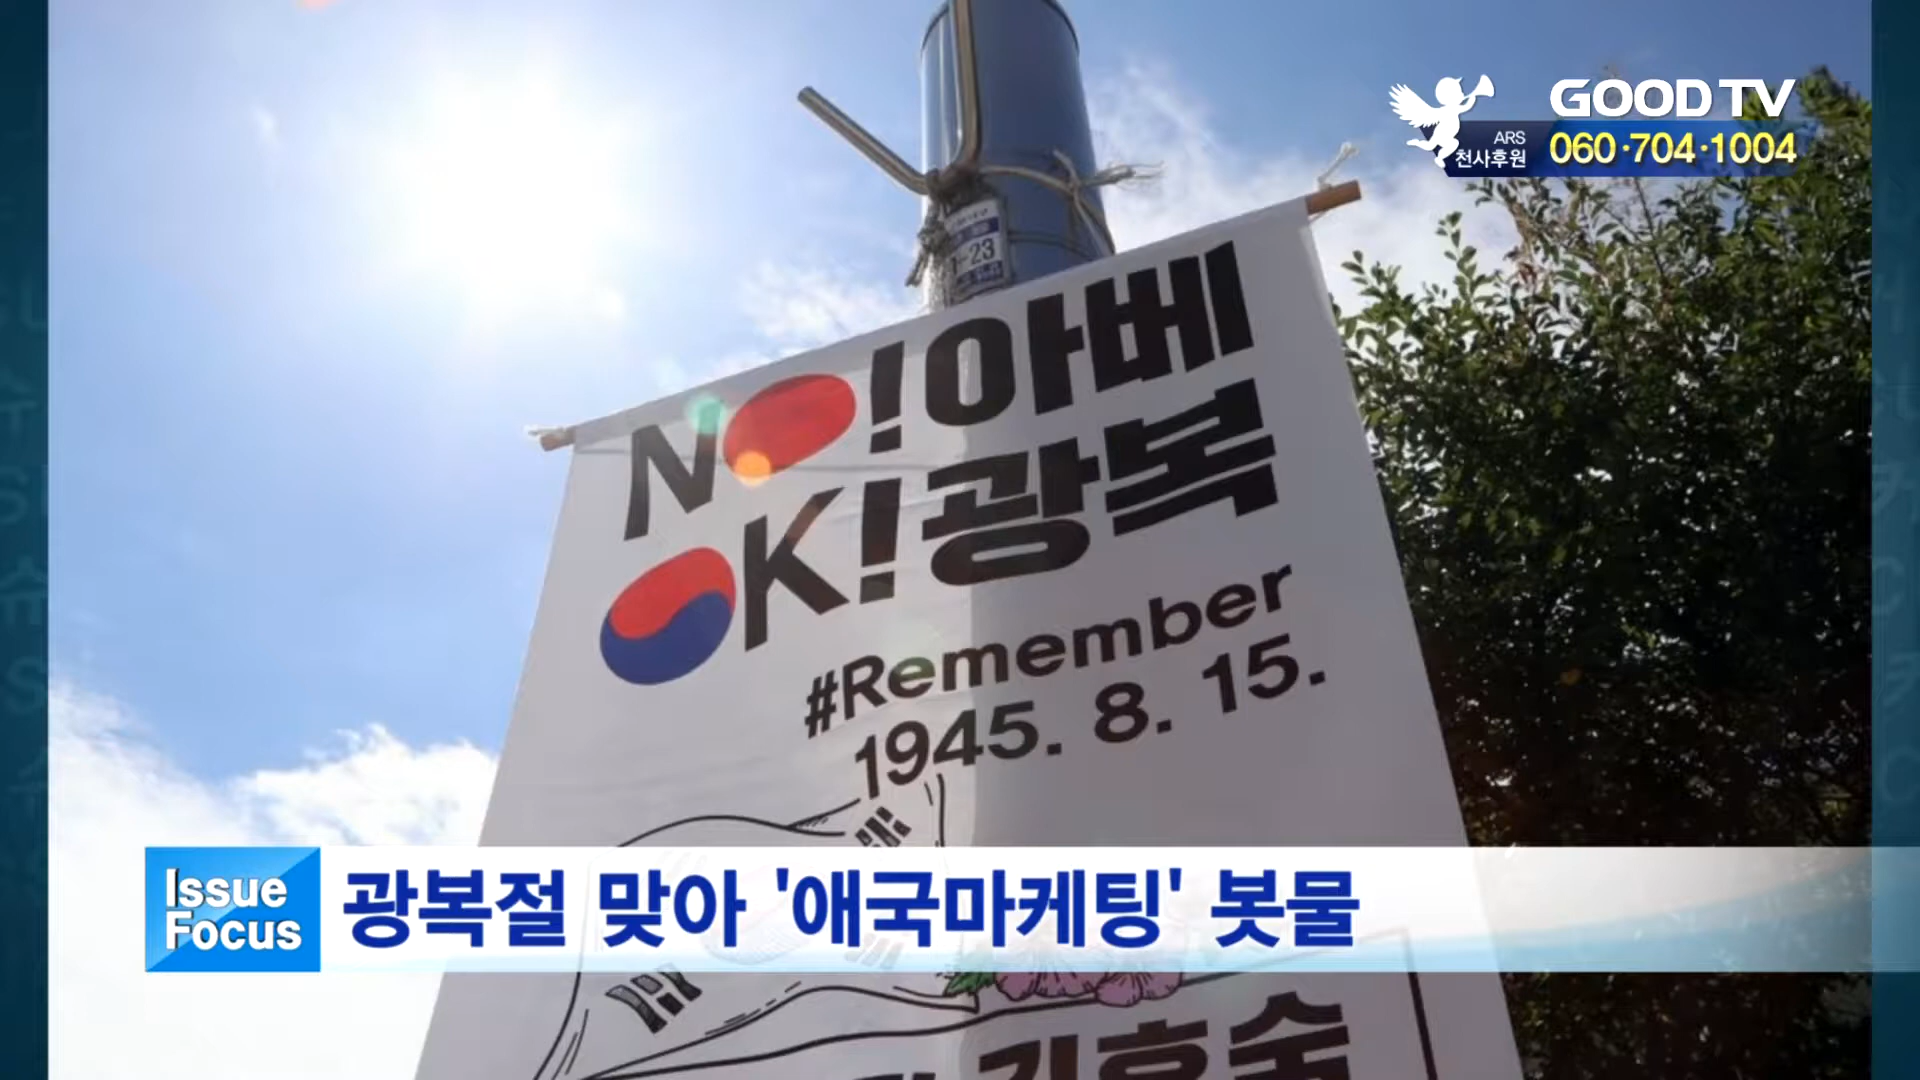 GOOD TV
ARS
천사후원
060·704·1004
NO!아베
OK!광복
#Remember
1945. 8. 15.
Issue
Focus
광복절 맞아 '애국마케팅' 봇물